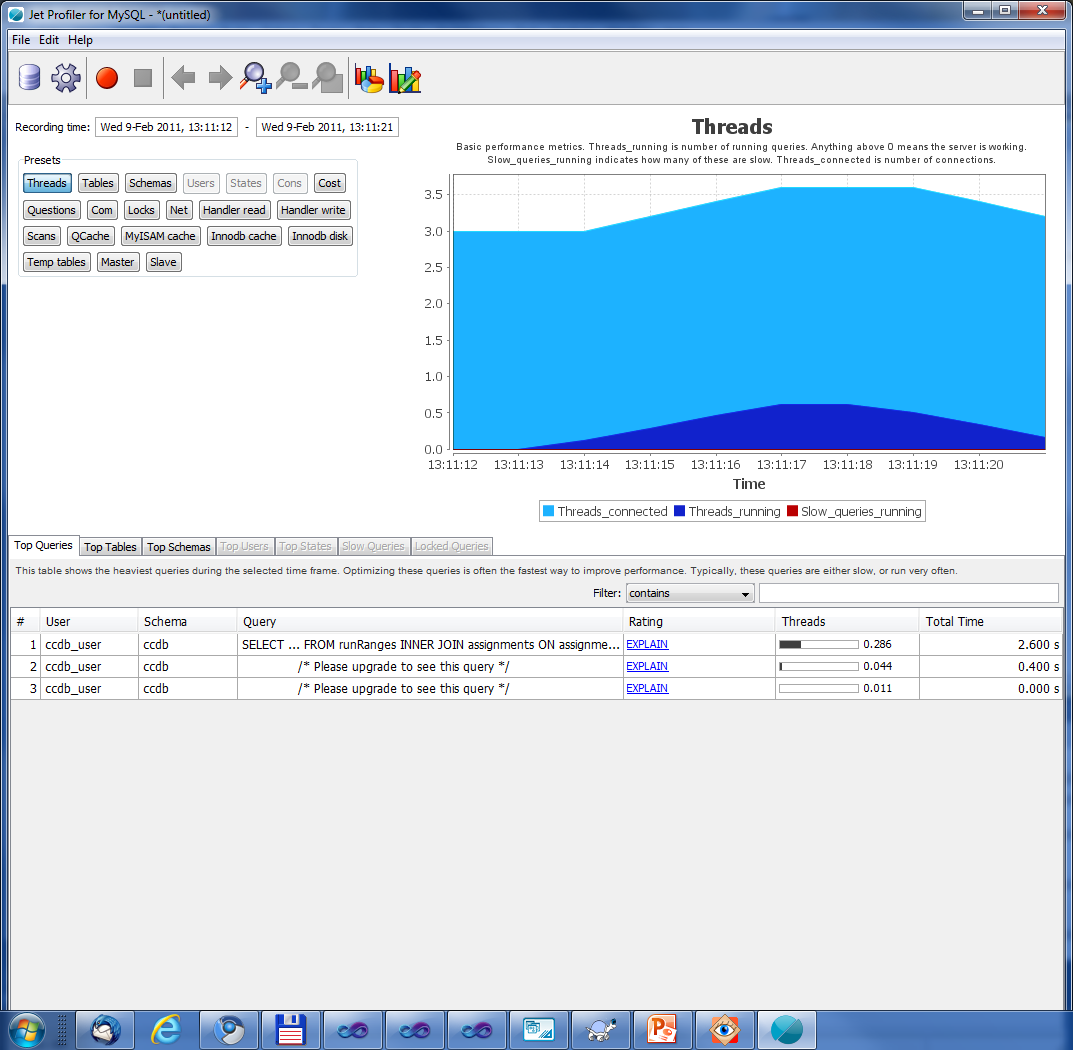 Jet Profiler for MySQL - *(untitled)
File Edit Help
Recording time: Wed 9-Feb 2011, 13:11:12 - Wed 9-Feb 2011, 13:11:21
Presets
Threads Tables Schemas Users States Cons Cost
Questions Com Locks Net Handler read Handler write
Scans QCache MyISAM cache Innodb cache Innodb disk
Temp tables Master Slave
Threads
Basic performance metrics. Threads_running is number of running queries. Anything above 0 means the server is working.
Slow_queries_running indicates how many of these are slow. Threads_connected is number of connections.
3.5
3.0
2.5
2.0
1.5
1.0
0.5
0.0
13:11:12 13:11:13 13:11:14 13:11:15 13:11:16 13:11:17 13:11:18 13:11:19 13:11:20
Time
Threads_connected Threads_running Slow_queries_running
Top Queries Top Tables Top Schemas Top Users Top States Slow Queries Locked Queries
This table shows the heaviest queries during the selected time frame. Optimizing these queries is often the fastest way to improve performance. Typically, these queries are either slow, or run very often.
Filter: contains
# User Schema Query Rating Threads Total Time
1 ccdb_user ccdb SELECT ... FROM runRanges INNER JOIN assignments ON assignme... EXPLAIN 0.286 2.600 s
2 ccdb_user ccdb /* Please upgrade to see this query */ EXPLAIN 0.044 0.400 s
3 ccdb_user ccdb /* Please upgrade to see this query */ EXPLAIN 0.011 0.000 s